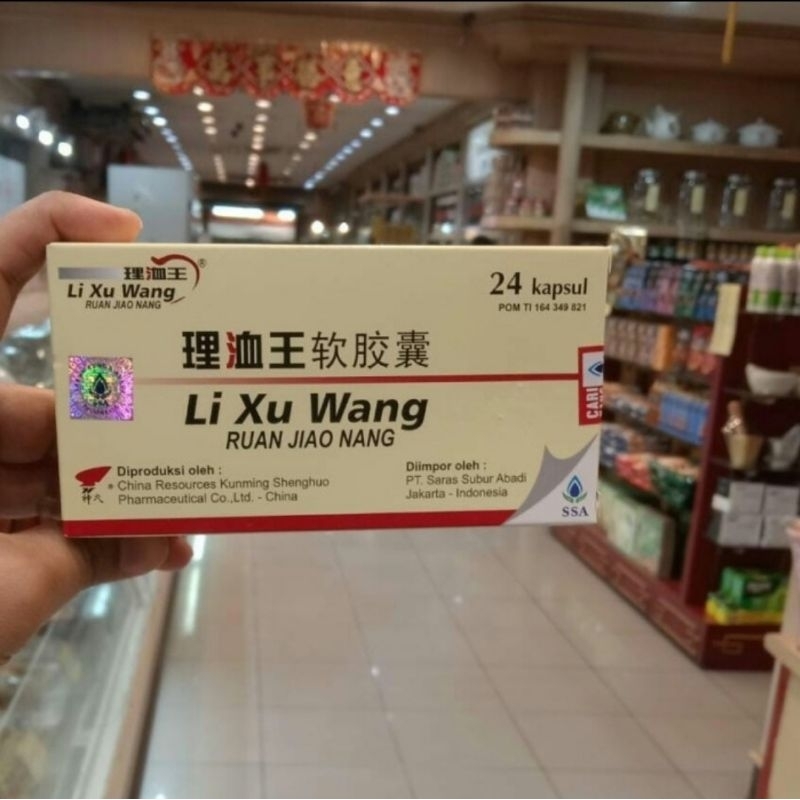 理洫王®
Li Xu Wang
RUAN JIAO NANG
24 kapsul
POM TI 164 349 821
理洫王软胶囊
Li Xu Wang
RUAN JIAO NANG
Diproduksi oleh :
China Resources Kunming Shenghuo
Pharmaceutical Co.,Ltd. - China
Diimpor oleh :
PT. Saras Subur Abadi
Jakarta - Indonesia
SSA
CARI